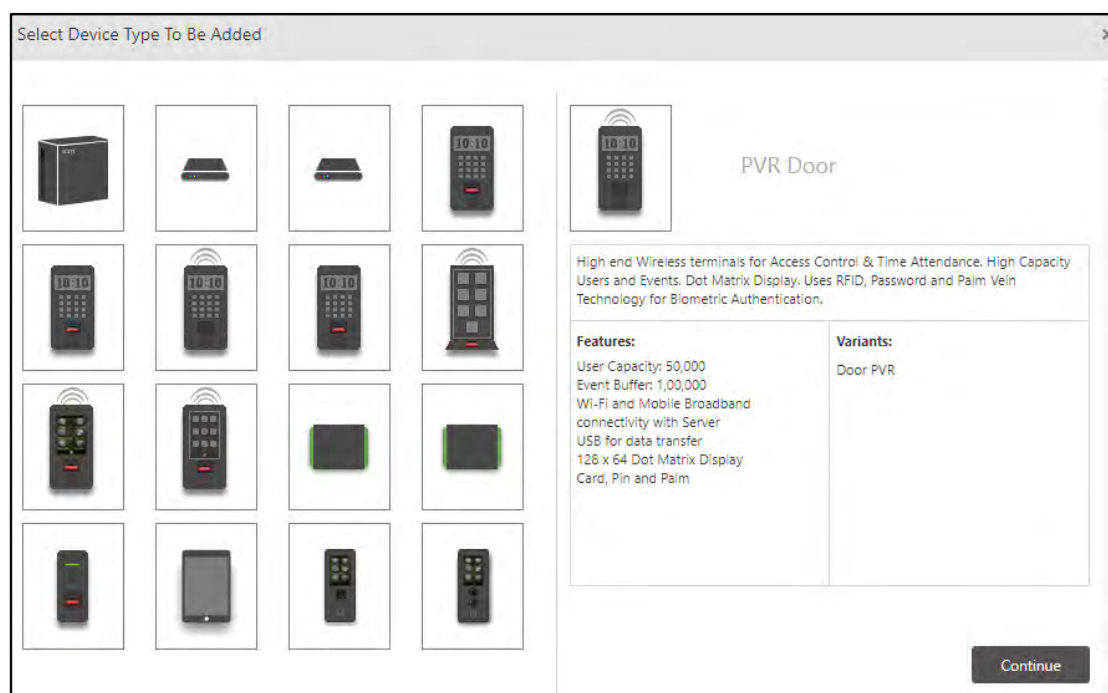 Select Device Type To Be Added
10:10
10:10
PVR Door
10:10
10:10
10:10
High end Wireless terminals for Access Control & Time Attendance. High Capacity
Users and Events. Dot Matrix Display. Uses RFID, Password and Palm Vein
Technology for Biometric Authentication.
Features:
User Capacity: 50,000
Event Buffer: 1,00,000
Wi-Fi and Mobile Broadband
connectivity with Server
USB for data transfer
128 x 64 Dot Matrix Display
Card, Pin and Palm
Variants:
Door PVR
Continue